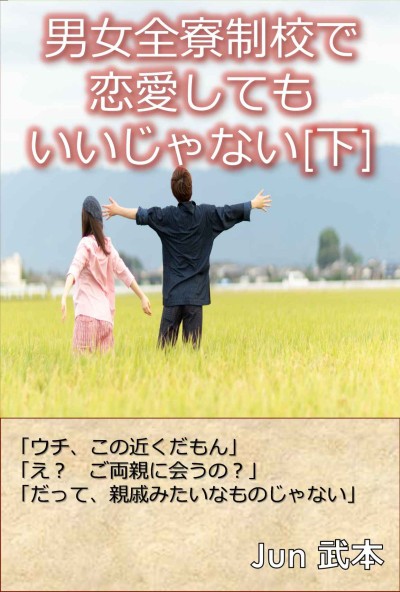 男女全寮制校で
恋愛しても
いいじゃない[下]
「ウチ、この近くだもん」
「え？　ご両親に会うの？」
「だって、親戚みたいなものじゃない」
Jun 武本